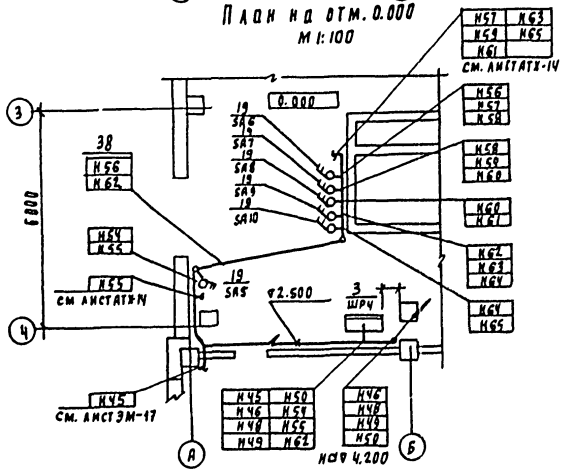 План на отм. 0.000
М 1:100
Н57 Н63
Н59 Н65
Н61
См. лист АТХ-14
3
0.000
19
SA6
19
SA7
19
SA8
19
SA9
19
SA10
Н56
Н57
Н58
38
Н56
Н62
Н58
Н59
Н60
6000
Н60
Н61
Н54
Н55
Н62
Н63
Н64
Н55
См лист АТХ-14
19
SA5
2.500
3
ШР4
Н64
Н65
4
Н45
См. лист ЭМ-17
Н45 Н50
Н46 Н54
Н48 Н55
Н49 Н62
Н46
Н48
Н49
Н50
на 4.200
А
Б